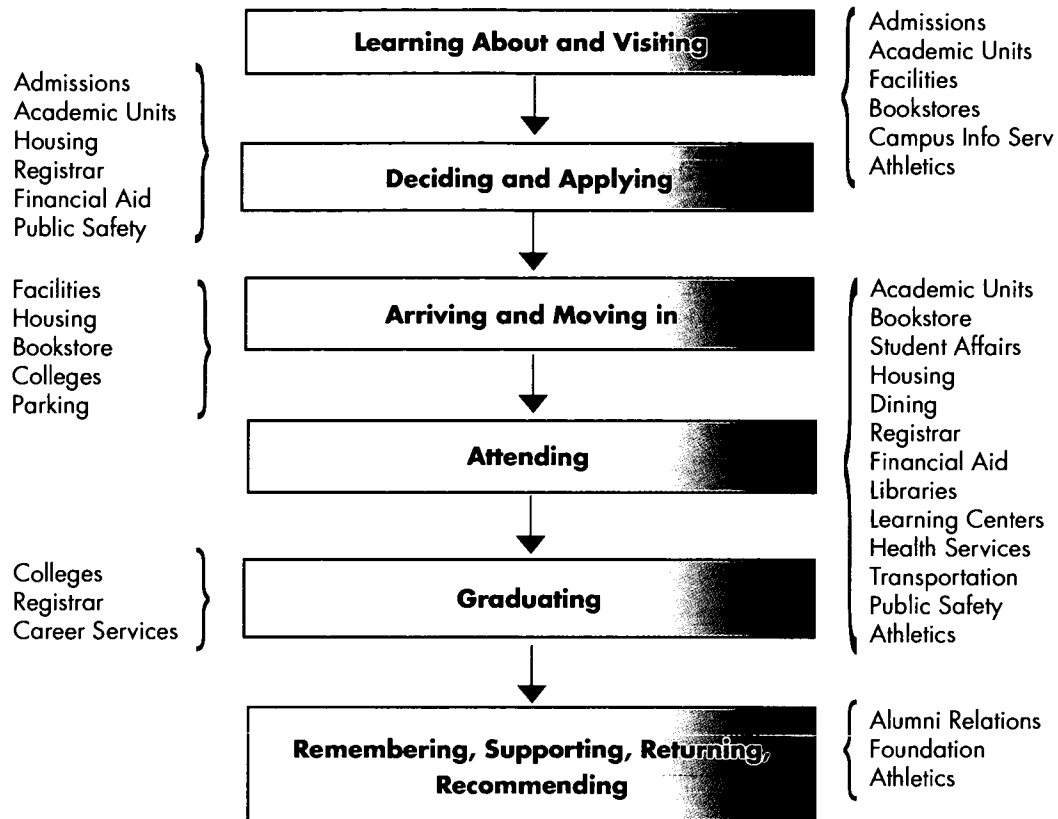 Learning About and Visiting
Admissions
Academic Units
Facilities
Bookstores
Campus Info Serv
Athletics
Admissions
Academic Units
Housing
Registrar
Financial Aid
Public Safety
Deciding and Applying
Facilities
Housing
Bookstore
Colleges
Parking
Arriving and Moving in
Academic Units
Bookstore
Student Affairs
Housing
Dining
Registrar
Financial Aid
Libraries
Learning Centers
Health Services
Transportation
Public Safety
Athletics
Attending
Colleges
Registrar
Career Services
Graduating
Remembering, Supporting, Returning,
Recommending
Alumni Relations
Foundation
Athletics